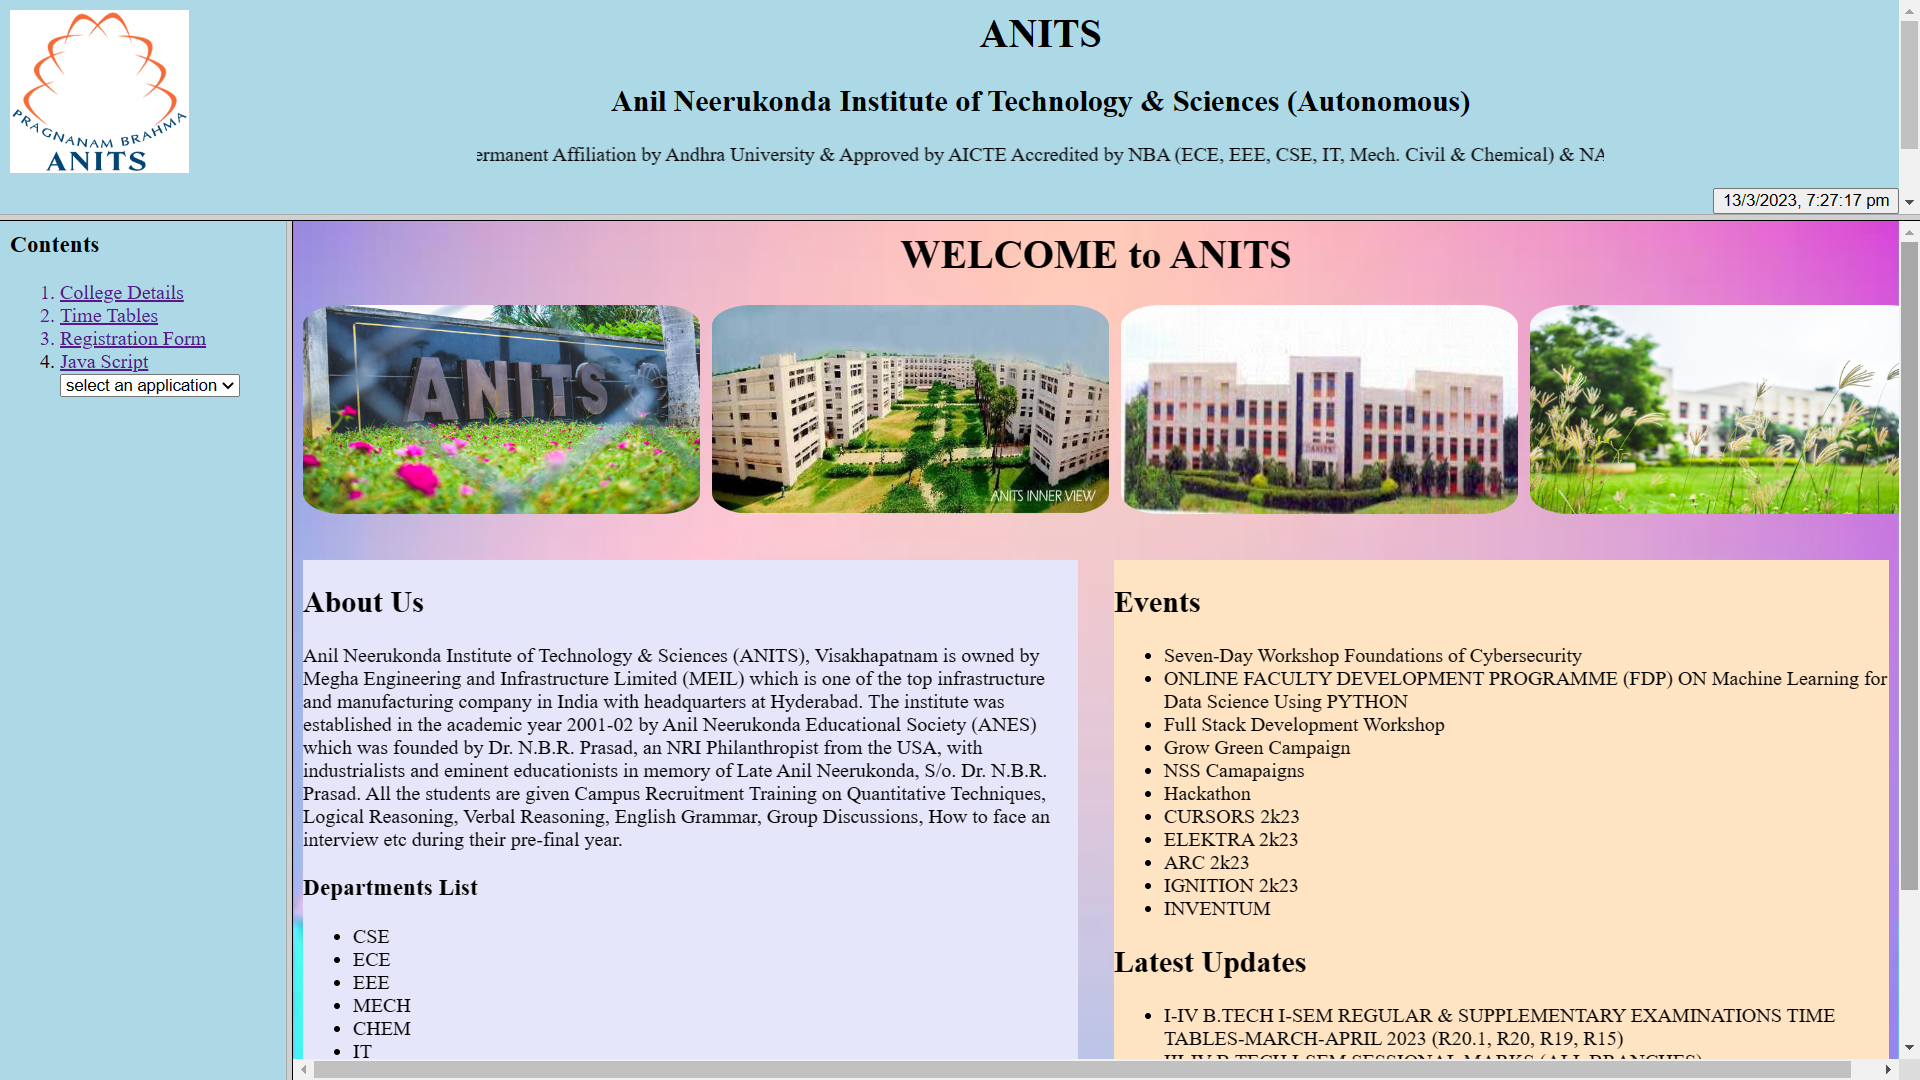 PRAGNANAM BRAHMA
ANITS
ANITS
Anil Neerukonda Institute of Technology & Sciences (Autonomous)
ermanent Affiliation by Andhra University & Approved by AICTE Accredited by NBA (ECE, EEE, CSE, IT, Mech. Civil & Chemical) & NA
13/3/2023, 7:27:17 pm
Contents
1. College Details
2. Time Tables
3. Registration Form
4. Java Script
select an application
WELCOME to ANITS
ANITS
ANITS INNER VIEW
About Us
Anil Neerukonda Institute of Technology & Sciences (ANITS), Visakhapatnam is owned by
Megha Engineering and Infrastructure Limited (MEIL) which is one of the top infrastructure
and manufacturing company in India with headquarters at Hyderabad. The institute was
established in the academic year 2001-02 by Anil Neerukonda Educational Society (ANES)
which was founded by Dr. N.B.R. Prasad, an NRI Philanthropist from the USA, with
industrialists and eminent educationists in memory of Late Anil Neerukonda, S/o. Dr. N.B.R.
Prasad. All the students are given Campus Recruitment Training on Quantitative Techniques,
Logical Reasoning, Verbal Reasoning, English Grammar, Group Discussions, How to face an
interview etc during their pre-final year.
Departments List
• CSE
• ECE
• EEE
• MECH
• CHEM
• IT
Events
• Seven-Day Workshop Foundations of Cybersecurity
• ONLINE FACULTY DEVELOPMENT PROGRAMME (FDP) ON Machine Learning for
Data Science Using PYTHON
• Full Stack Development Workshop
• Grow Green Campaign
• NSS Camapaigns
• Hackathon
• CURSORS 2k23
• ELEKTRA 2k23
• ARC 2k23
• IGNITION 2k23
• INVENTUM
Latest Updates
• I-IV B.TECH I-SEM REGULAR & SUPPLEMENTARY EXAMINATIONS TIME
TABLES-MARCH-APRIL 2023 (R20.1, R20, R19, R15)
• III-IV B.TECH I-SEM SESSIONAL MARKS (ALL BRANCHES)